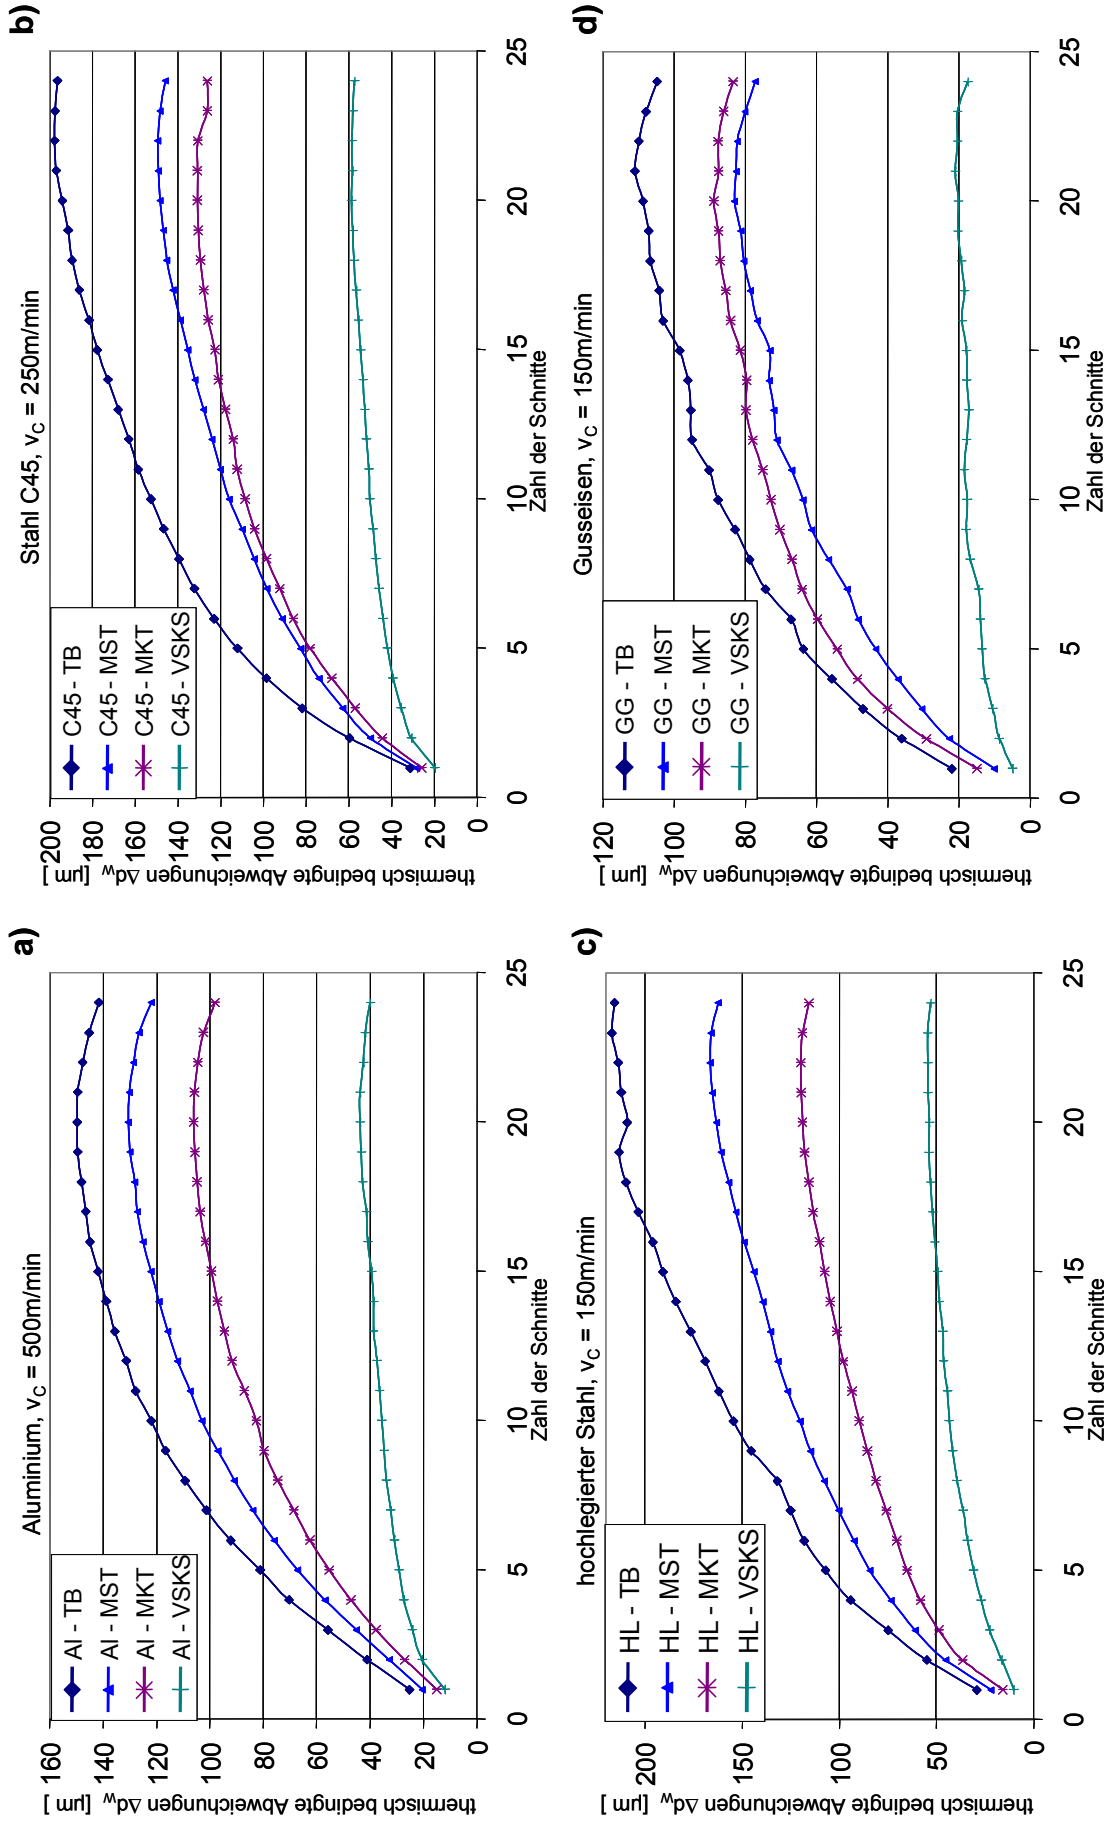 a)
Aluminium, vC = 500m/min
thermisch bedingte Abweichungen ΔdW [µm]
160
140
120
100
80
60
40
20
0
Al - TB
Al - MST
Al - MKT
Al - VSKS
0
5
10
15
20
25
Zahl der Schnitte
b)
Stahl C45, vC = 250m/min
thermisch bedingte Abweichungen ΔdW [µm]
200
180
160
140
120
100
80
60
40
20
0
C45 - TB
C45 - MST
C45 - MKT
C45 - VSKS
0
5
10
15
20
25
Zahl der Schnitte
c)
hochlegierter Stahl, vC = 150m/min
thermisch bedingte Abweichungen ΔdW [µm]
200
150
100
50
0
HL - TB
HL - MST
HL - MKT
HL - VSKS
0
5
10
15
20
25
Zahl der Schnitte
d)
Gusseisen, vC = 150m/min
thermisch bedingte Abweichungen ΔdW [µm]
120
100
80
60
40
20
0
GG - TB
GG - MST
GG - MKT
GG - VSKS
0
5
10
15
20
25
Zahl der Schnitte